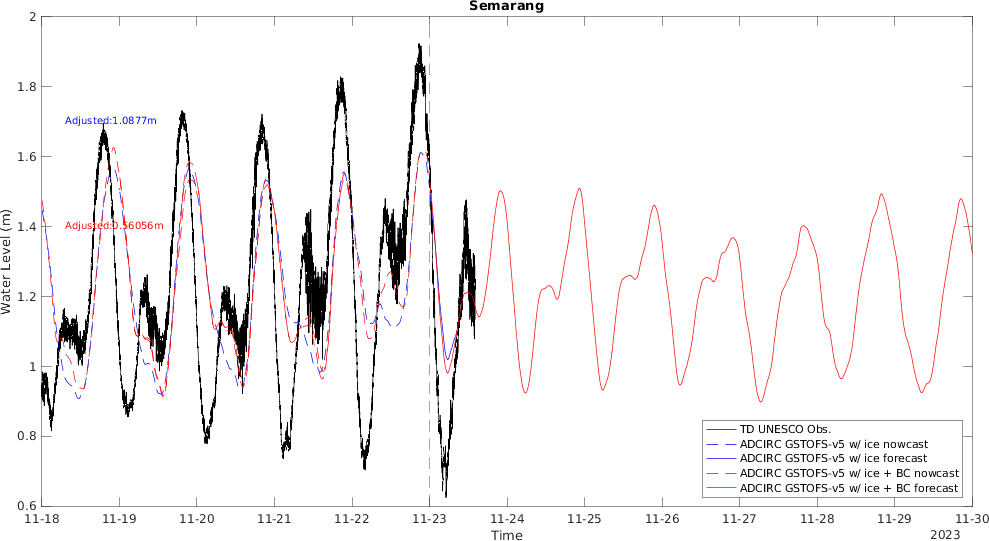 Semarang
2
1.8
1.6
1.4
1.2
1
0.8
0.6
Water Level (m)
Adjusted:1.0877m
Adjusted:0.56056m
TD UNESCO Obs.
ADCIRC GSTOFS-v5 w/ ice nowcast
ADCIRC GSTOFS-v5 w/ ice forecast
ADCIRC GSTOFS-v5 w/ ice + BC nowcast
ADCIRC GSTOFS-v5 w/ ice + BC forecast
11-18 11-19 11-20 11-21 11-22 11-23 11-24 11-25 11-26 11-27 11-28 11-29 11-30
Time
2023